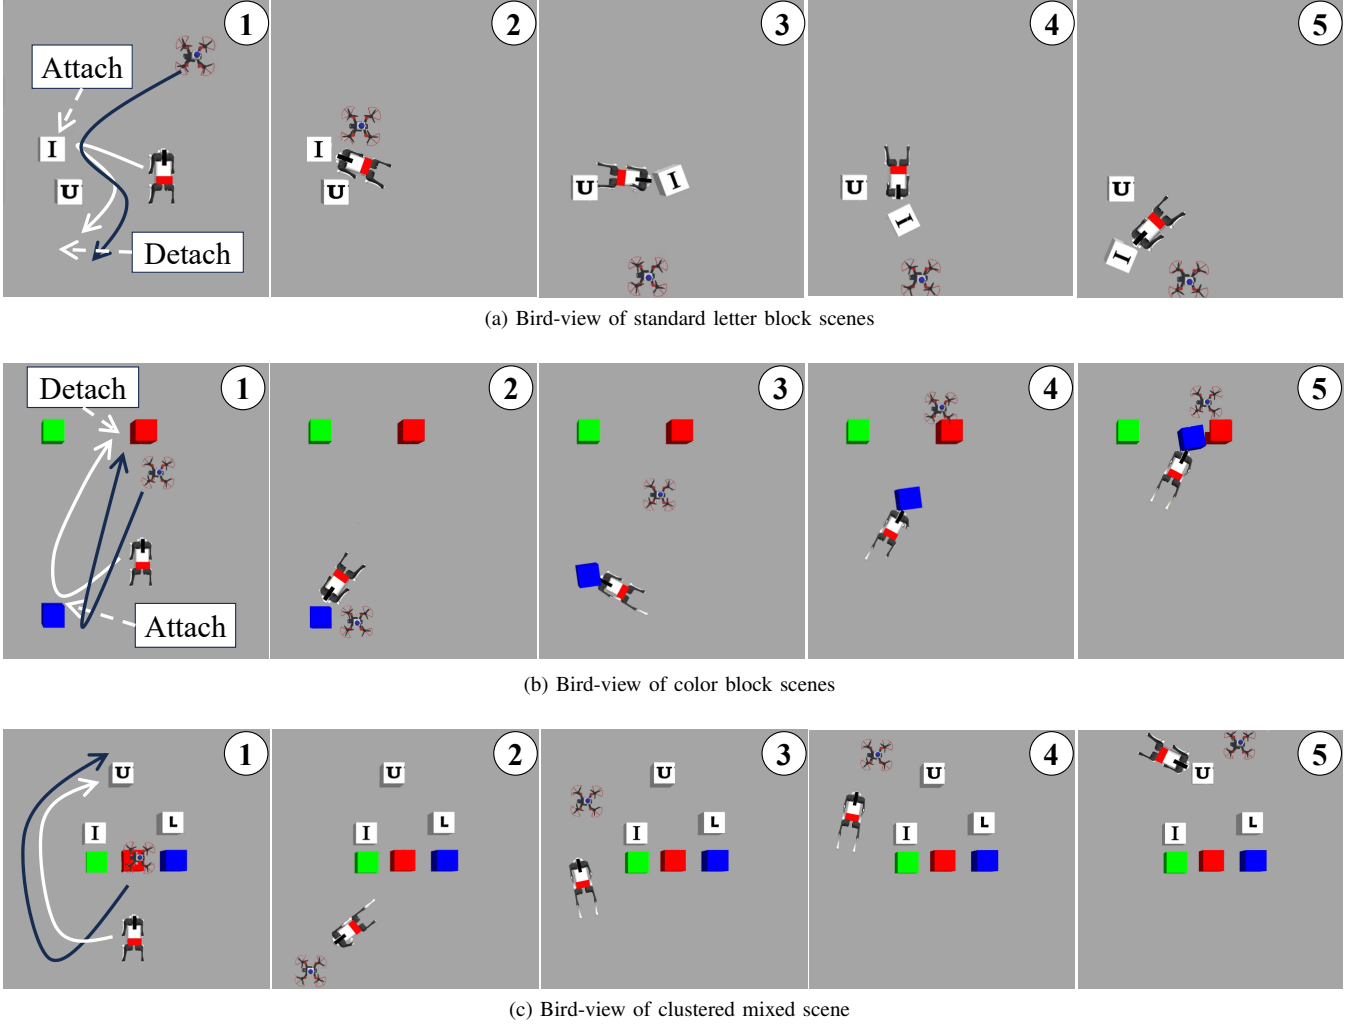 1 2 3 4 5
Attach
I I
U U U I U I U I
Detach
(a) Bird-view of standard letter block scenes
1 2 3 4 5
Detach
Attach
(b) Bird-view of color block scenes
1 2 3 4 5
U U U U U
I L I L I L I L I L
(c) Bird-view of clustered mixed scene